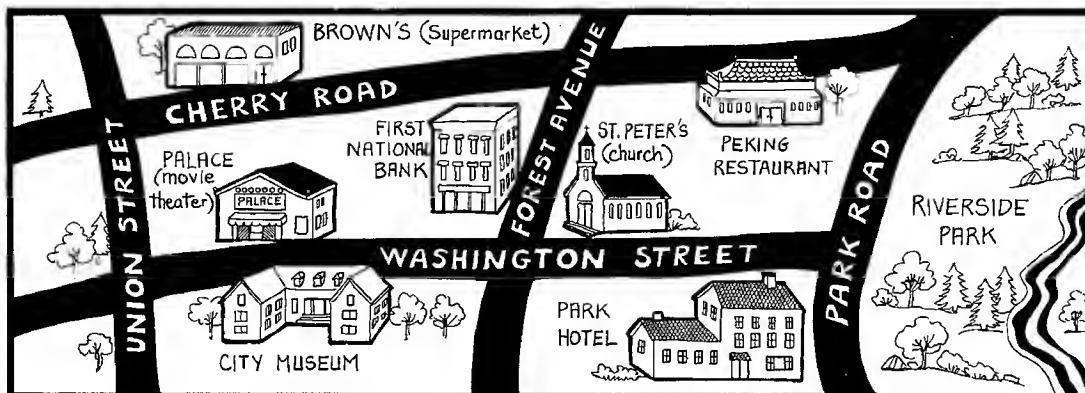 BROWN'S (Supermarket)
CHERRY ROAD
FOREST AVENUE
UNION STREET
PALACE
(movie
theater)
PALACE
FIRST
NATIONAL
BANK
ST. PETER'S
(church)
PEKING
RESTAURANT
PARK ROAD
RIVERSIDE
PARK
WASHINGTON STREET
CITY MUSEUM
PARK
HOTEL